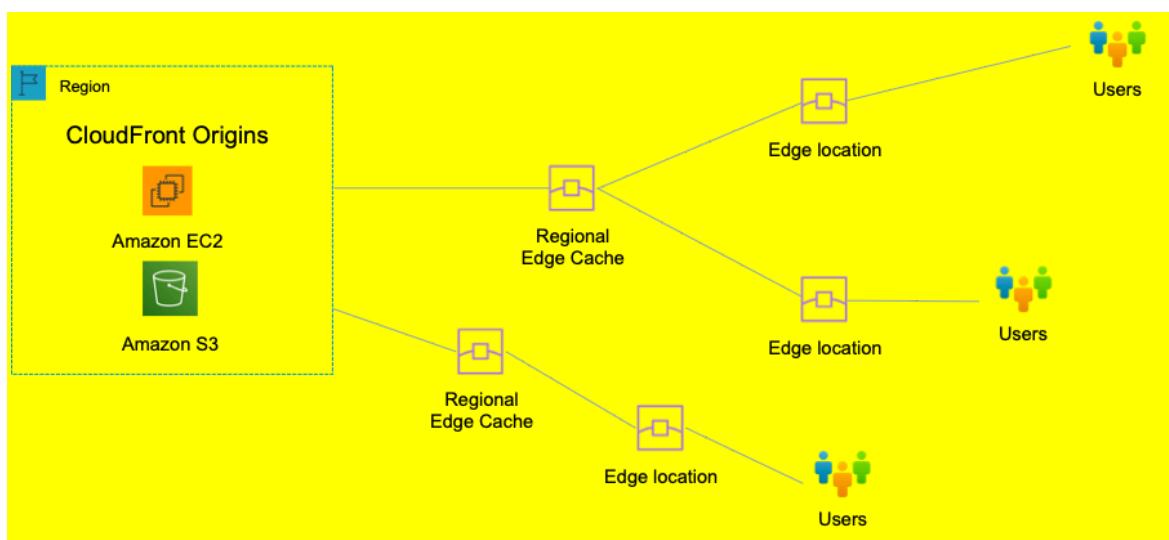 Region
CloudFront Origins
Amazon EC2
Amazon S3
Regional
Edge Cache
Edge location
Users
Edge location
Users
Regional
Edge Cache
Edge location
Users